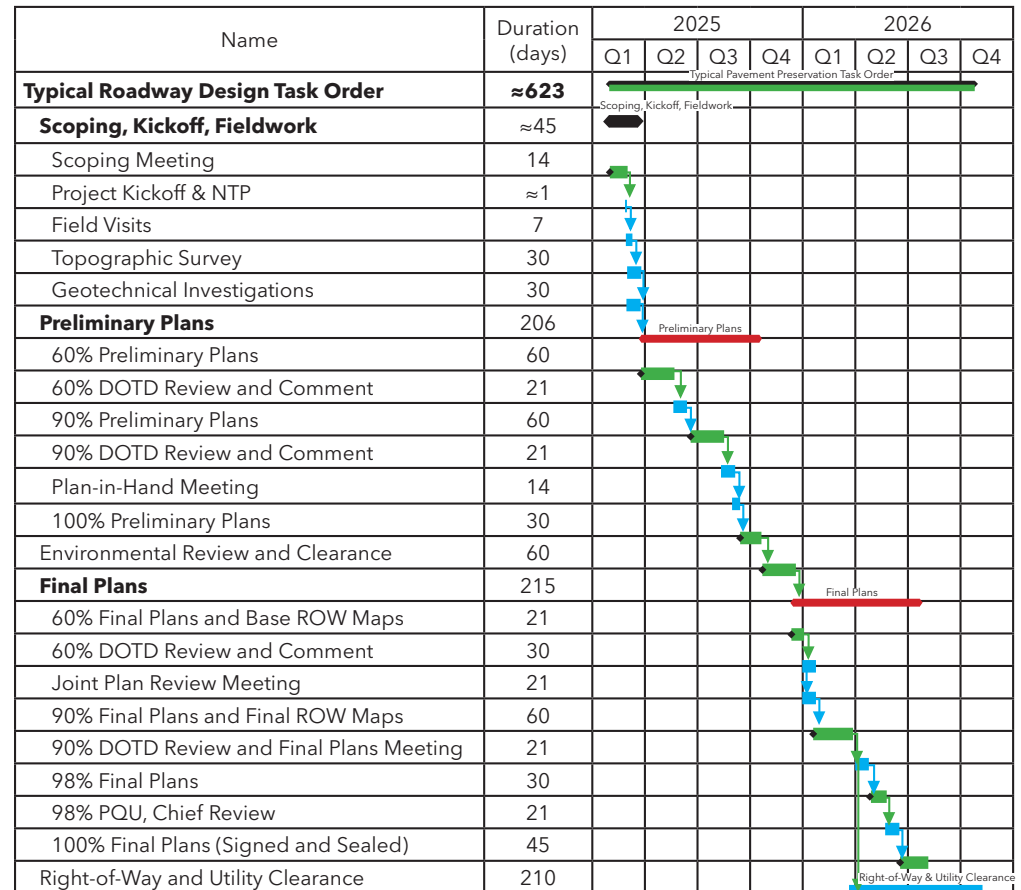 Name Duration (days) 2025 2026
Q1 Q2 Q3 Q4 Q1 Q2 Q3 Q4
Typical Roadway Design Task Order ≈623 Typical Pavement Preservation Task Order
Scoping, Kickoff, Fieldwork ≈45 Scoping, Kickoff, Fieldwork
Scoping Meeting 14
Project Kickoff & NTP ≈1
Field Visits 7
Topographic Survey 30
Geotechnical Investigations 30
Preliminary Plans 206 Preliminary Plans
60% Preliminary Plans 60
60% DOTD Review and Comment 21
90% Preliminary Plans 60
90% DOTD Review and Comment 21
Plan-in-Hand Meeting 14
100% Preliminary Plans 30
Environmental Review and Clearance 60
Final Plans 215 Final Plans
60% Final Plans and Base ROW Maps 21
60% DOTD Review and Comment 30
Joint Plan Review Meeting 21
90% Final Plans and Final ROW Maps 60
90% DOTD Review and Final Plans Meeting 21
98% Final Plans 30
98% PQU, Chief Review 21
100% Final Plans (Signed and Sealed) 45
Right-of-Way and Utility Clearance 210 Right-of-Way & Utility Clearance